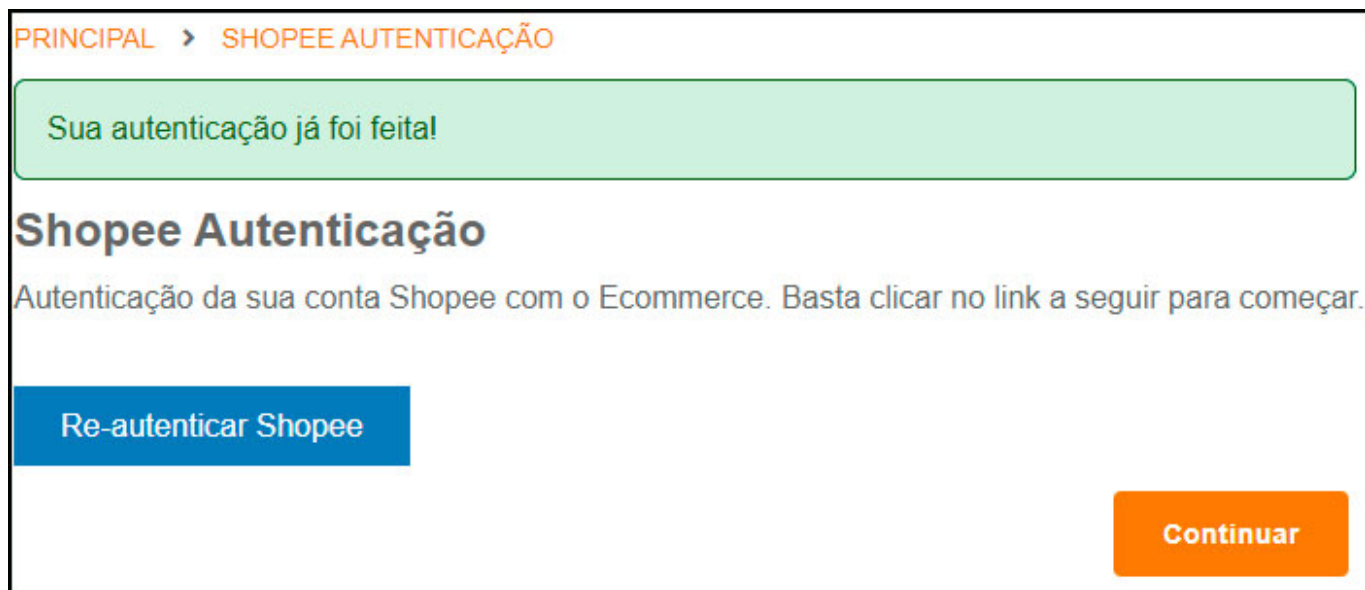 PRINCIPAL > SHOPEE AUTENTICAÇÃO
Sua autenticação já foi feita!
Shopee Autenticação
Autenticação da sua conta Shopee com o Ecommerce. Basta clicar no link a seguir para começar.
Re-autenticar Shopee
Continuar